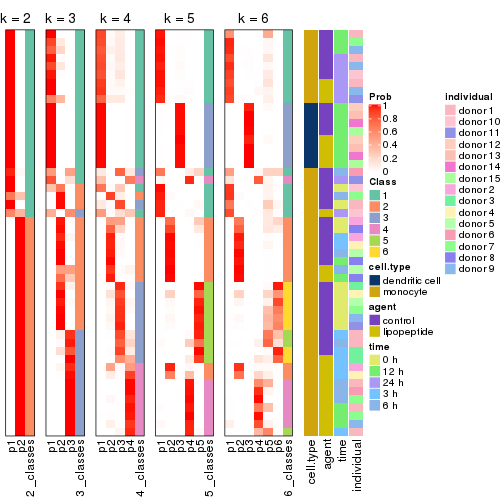 k = 2 k = 3 k = 4 k = 5 k = 6
p1
p2
2_classes
p1
p2
p3
3_classes
p1
p2
p3
p4
4_classes
p1
p2
p3
p4
p5
5_classes
p1
p2
p3
p4
p5
p6
6_classes
cell.type
agent
time
individual
Prob
1
0.8
0.6
0.4
0.2
0
Class
1
2
3
4
5
6
cell.type
dendritic cell
monocyte
agent
control
lipopeptide
time
0 h
12 h
24 h
3 h
6 h
individual
donor 1
donor 10
donor 11
donor 12
donor 13
donor 14
donor 15
donor 2
donor 3
donor 4
donor 5
donor 6
donor 7
donor 8
donor 9